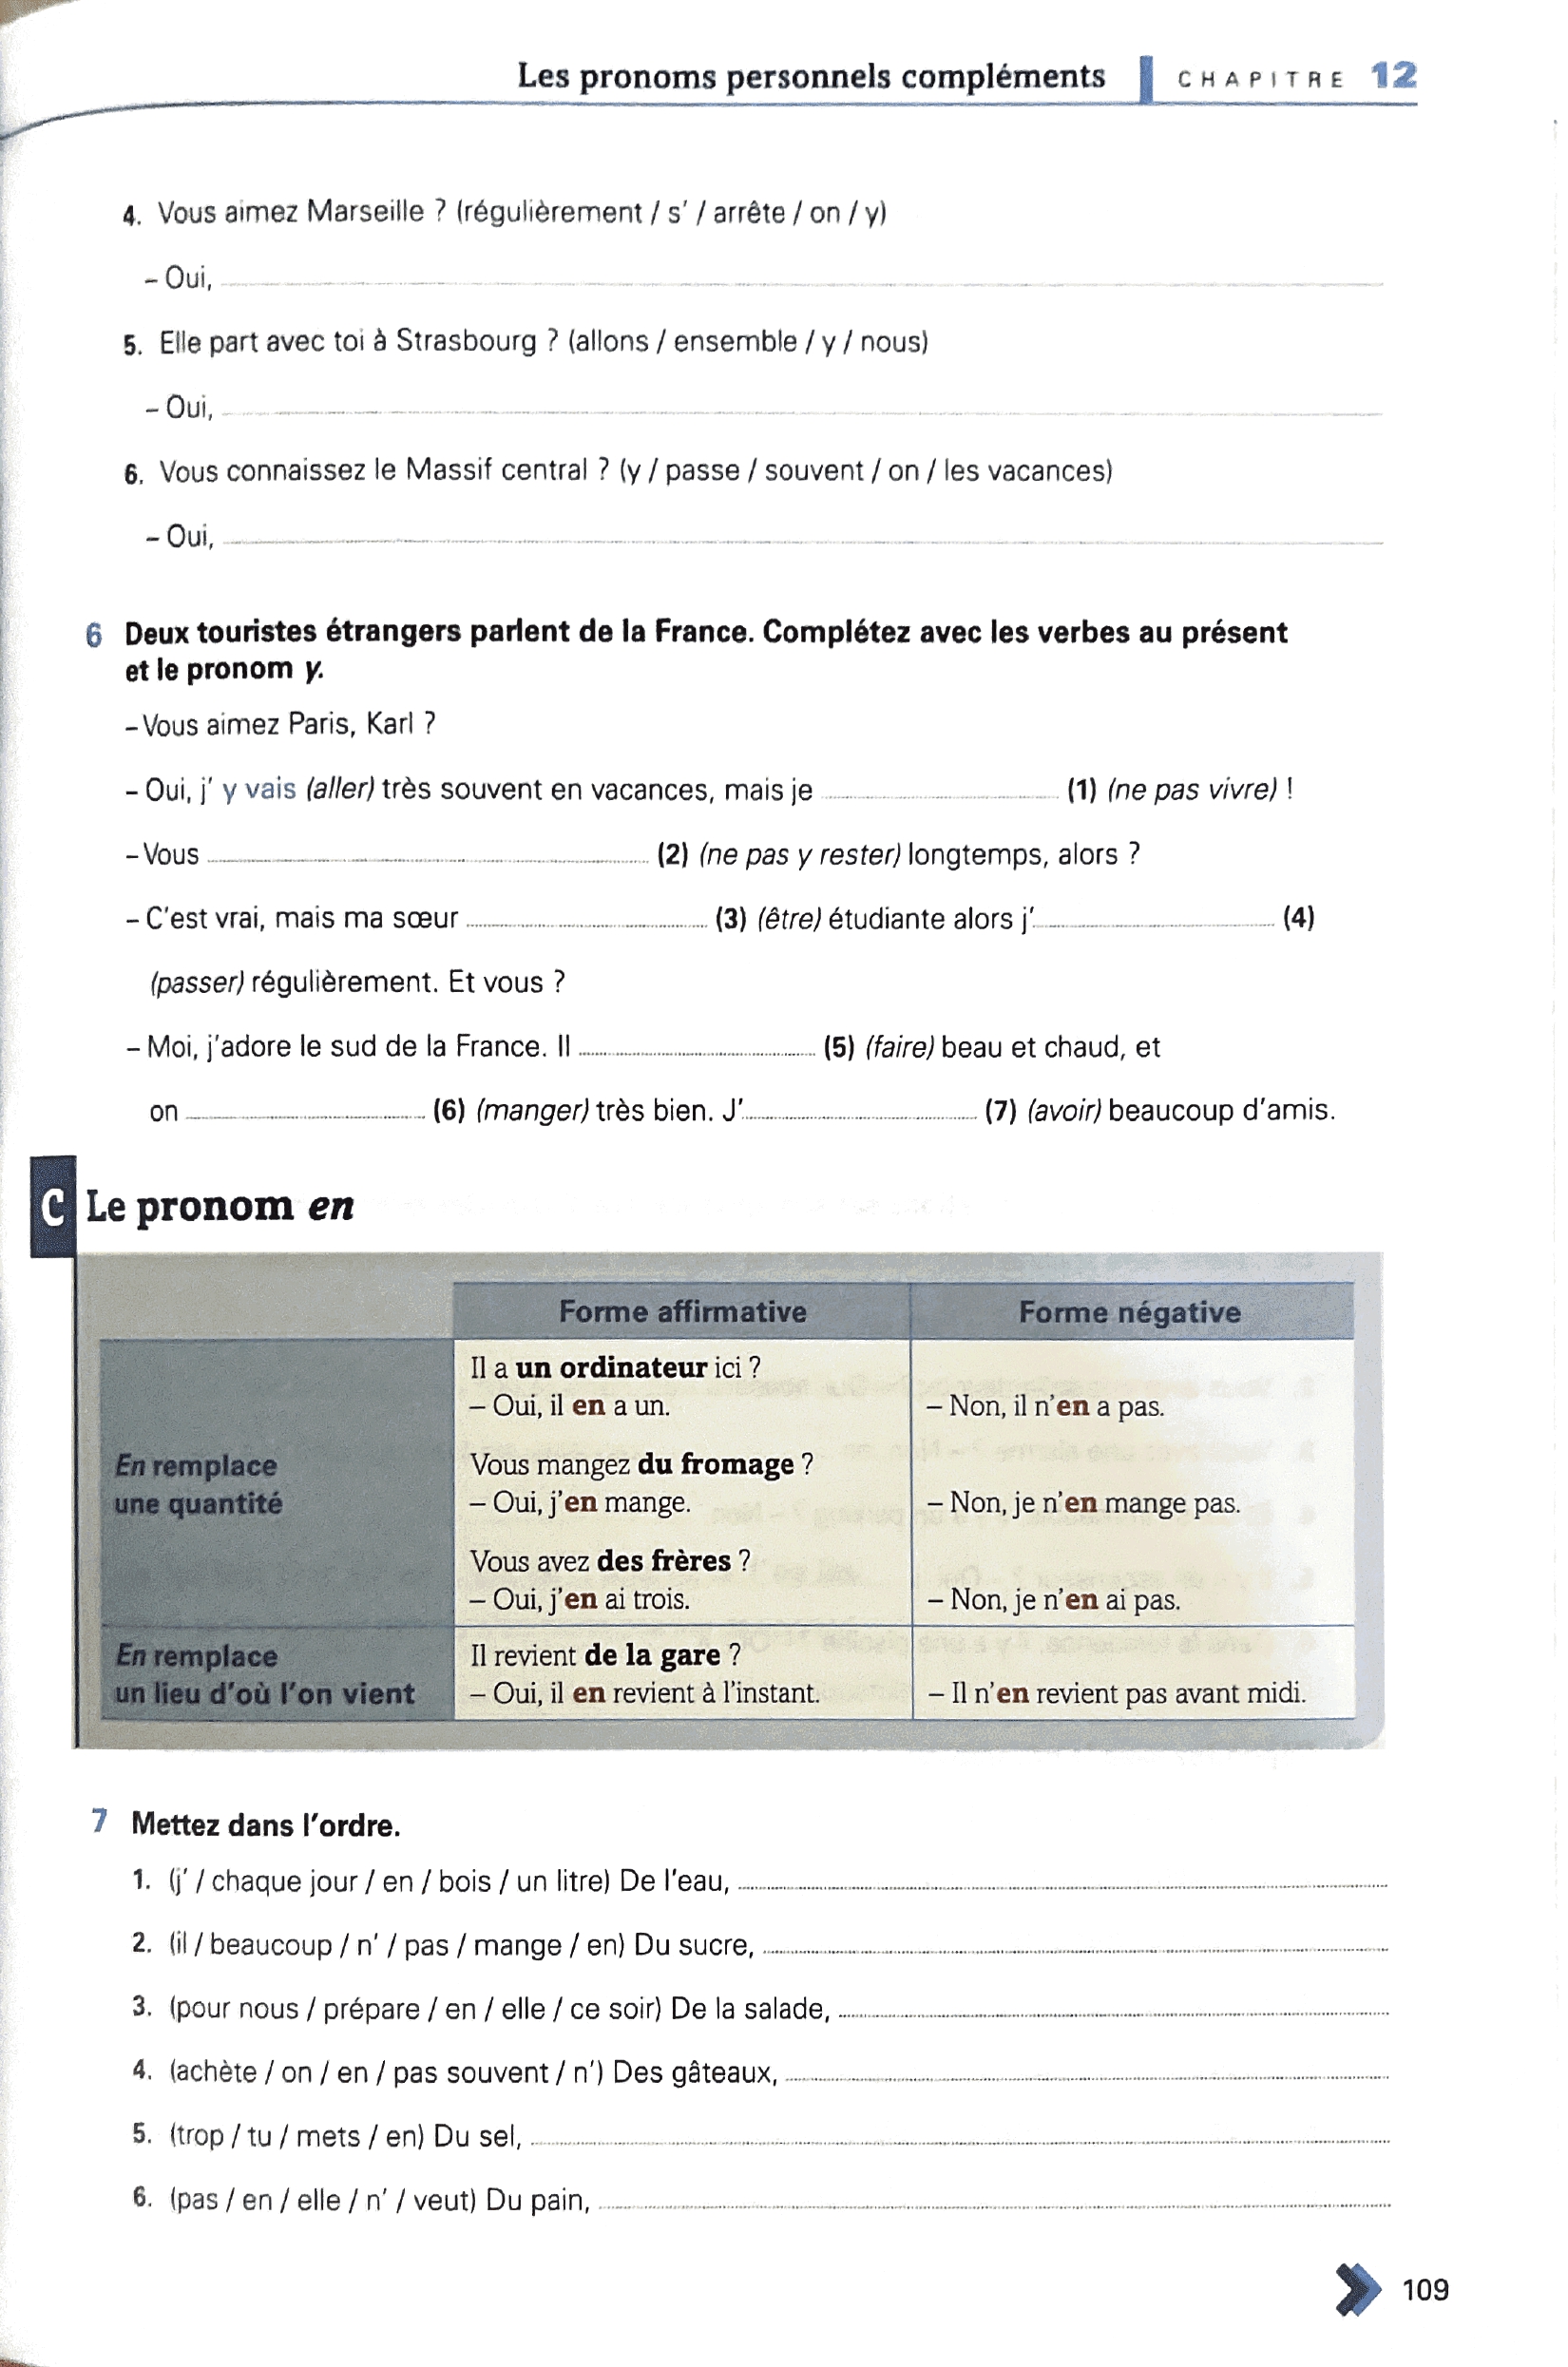 Les pronoms personnels compléments | CHAPITRE 12
4. Vous aimez Marseille ? (régulièrement / s' / arrête / on / y)
– Oui,
5. Elle part avec toi à Strasbourg ? (allons / ensemble / y / nous)
– Oui,
6. Vous connaissez le Massif central ? (y / passe / souvent / on / les vacances)
– Oui,
6 Deux touristes étrangers parlent de la France. Complétez avec les verbes au présent
et le pronom y.
– Vous aimez Paris, Karl ?
– Oui, j' y vais (aller) très souvent en vacances, mais je (1) (ne pas vivre) !
– Vous (2) (ne pas y rester) longtemps, alors ?
– C'est vrai, mais ma sœur (3) (être) étudiante alors j' (4)
(passer) régulièrement. Et vous ?
– Moi, j'adore le sud de la France. Il (5) (faire) beau et chaud, et
on (6) (manger) très bien. J' (7) (avoir) beaucoup d'amis.
C Le pronom en
Forme affirmative Forme négative
Il a un ordinateur ici ?
– Oui, il en a un. – Non, il n'en a pas.
En remplace
une quantité
Vous mangez du fromage ?
– Oui, j'en mange. – Non, je n'en mange pas.
Vous avez des frères ?
– Oui, j'en ai trois. – Non, je n'en ai pas.
En remplace
un lieu d'où l'on vient
Il revient de la gare ?
– Oui, il en revient à l'instant. – Il n'en revient pas avant midi.
7 Mettez dans l'ordre.
1. (j' / chaque jour / en / bois / un litre) De l'eau,
2. (il / beaucoup / n' / pas / mange / en) Du sucre,
3. (pour nous / prépare / en / elle / ce soir) De la salade,
4. (achète / on / en / pas souvent / n') Des gâteaux,
5. (trop / tu / mets / en) Du sel,
6. (pas / en / elle / n' / veut) Du pain,
109